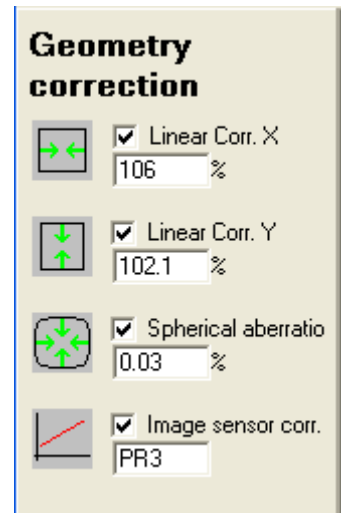 Geometry
correction
Linear Corr. X
106 %
Linear Corr. Y
102.1 %
Spherical aberratio
0.03 %
Image sensor corr.
PR3